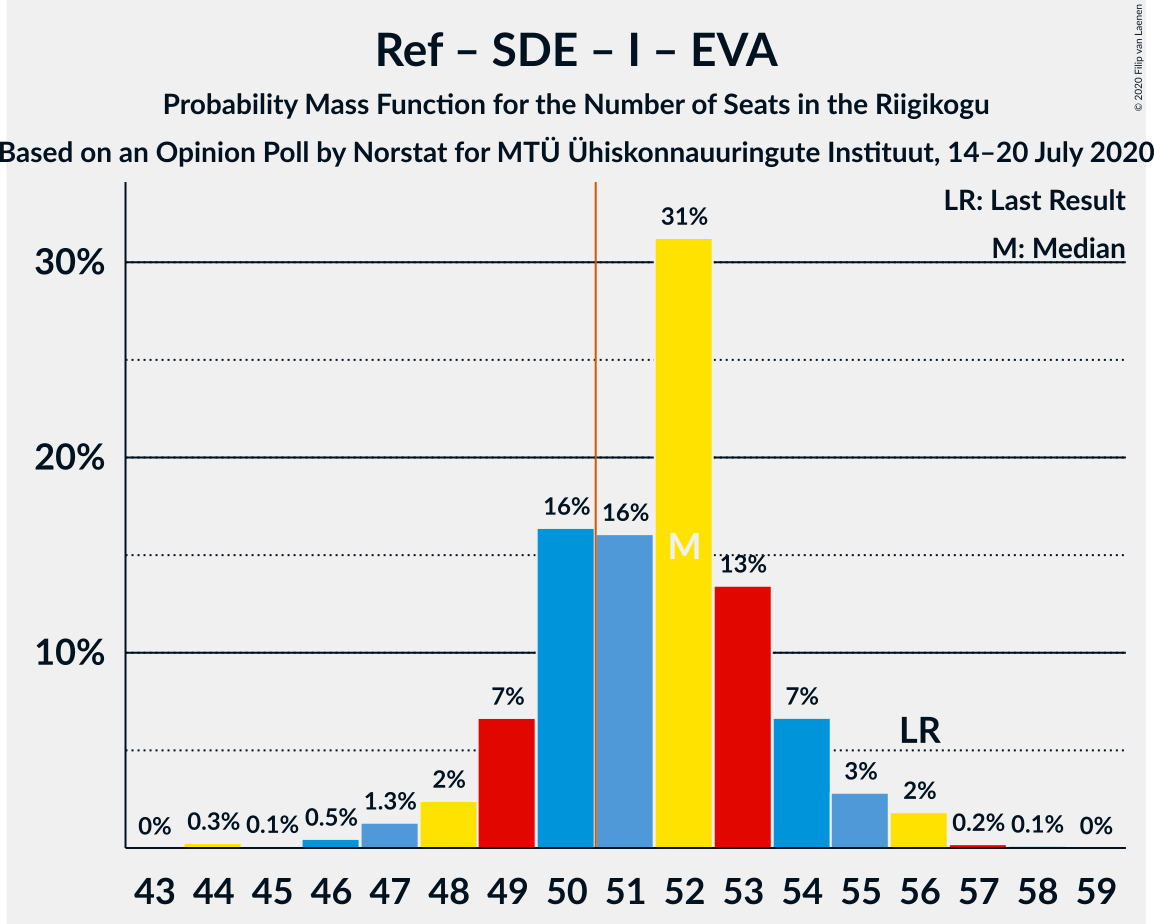 Ref – SDE – I – EVA
Probability Mass Function for the Number of Seats in the Riigikogu
Based on an Opinion Poll by Norstat for MTÜ Ühiskonnauuringute Instituut, 14–20 July 2020
© 2020 Filip van Laenen
LR: Last Result
M: Median
30%
20%
10%
0% 0.3% 0.1% 0.5% 1.3% 2% 7% 16% 16% 31% 13% 7% 3% 2% 0.2% 0.1% 0%
M
LR
43 44 45 46 47 48 49 50 51 52 53 54 55 56 57 58 59